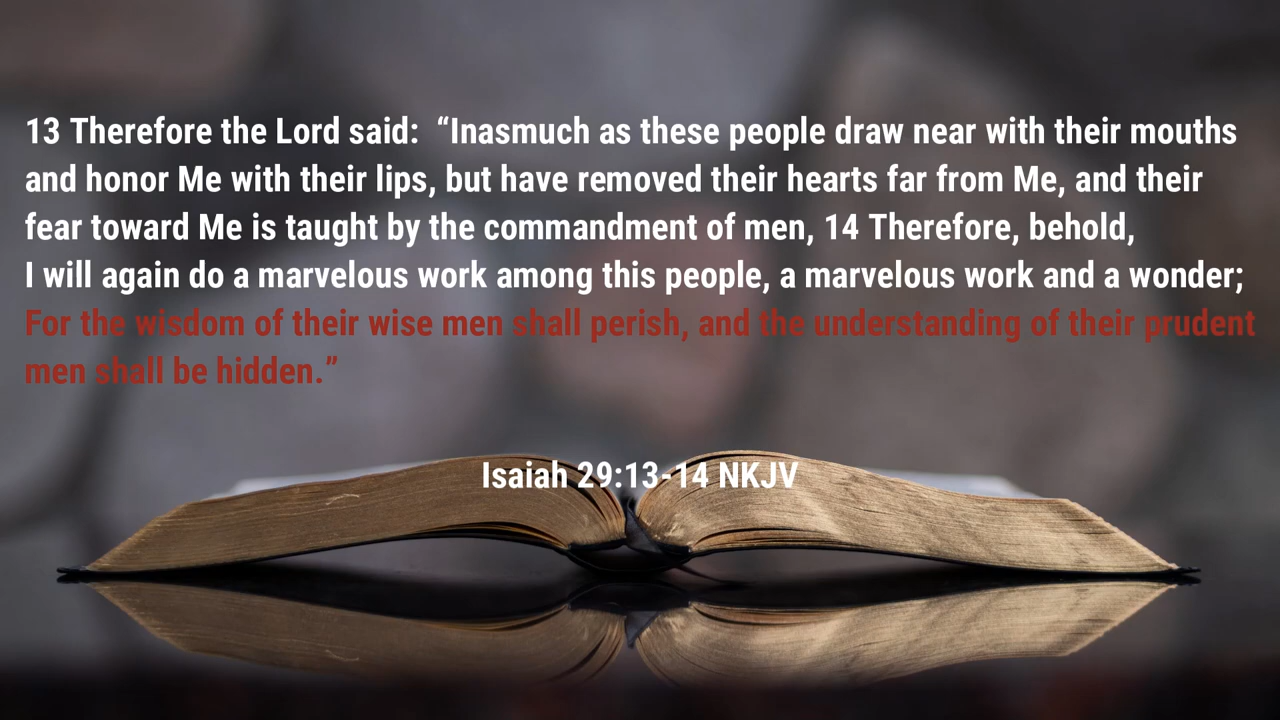 13 Therefore the Lord said:  “Inasmuch as these people draw near with their mouths
and honor Me with their lips, but have removed their hearts far from Me, and their
fear toward Me is taught by the commandment of men, 14 Therefore, behold,
I will again do a marvelous work among this people, a marvelous work and a wonder;
For the wisdom of their wise men shall perish, and the understanding of their prudent
men shall be hidden.”
Isaiah 29:13-14 NKJV